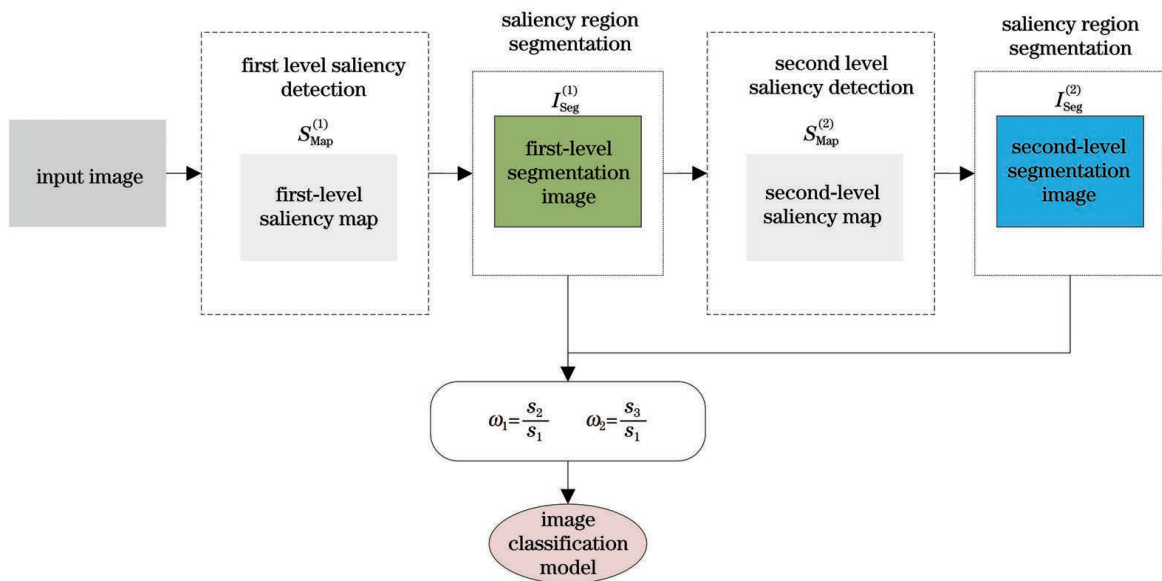 input image
first level saliency
detection
S_Map^(1)
first-level
saliency map
saliency region
segmentation
I_Seg^(1)
first-level
segmentation
image
second level
saliency detection
S_Map^(2)
second-level
saliency map
saliency region
segmentation
I_Seg^(2)
second-level
segmentation
image
ω₁=s₂/s₁ ω₂=s₃/s₁
image
classification
model